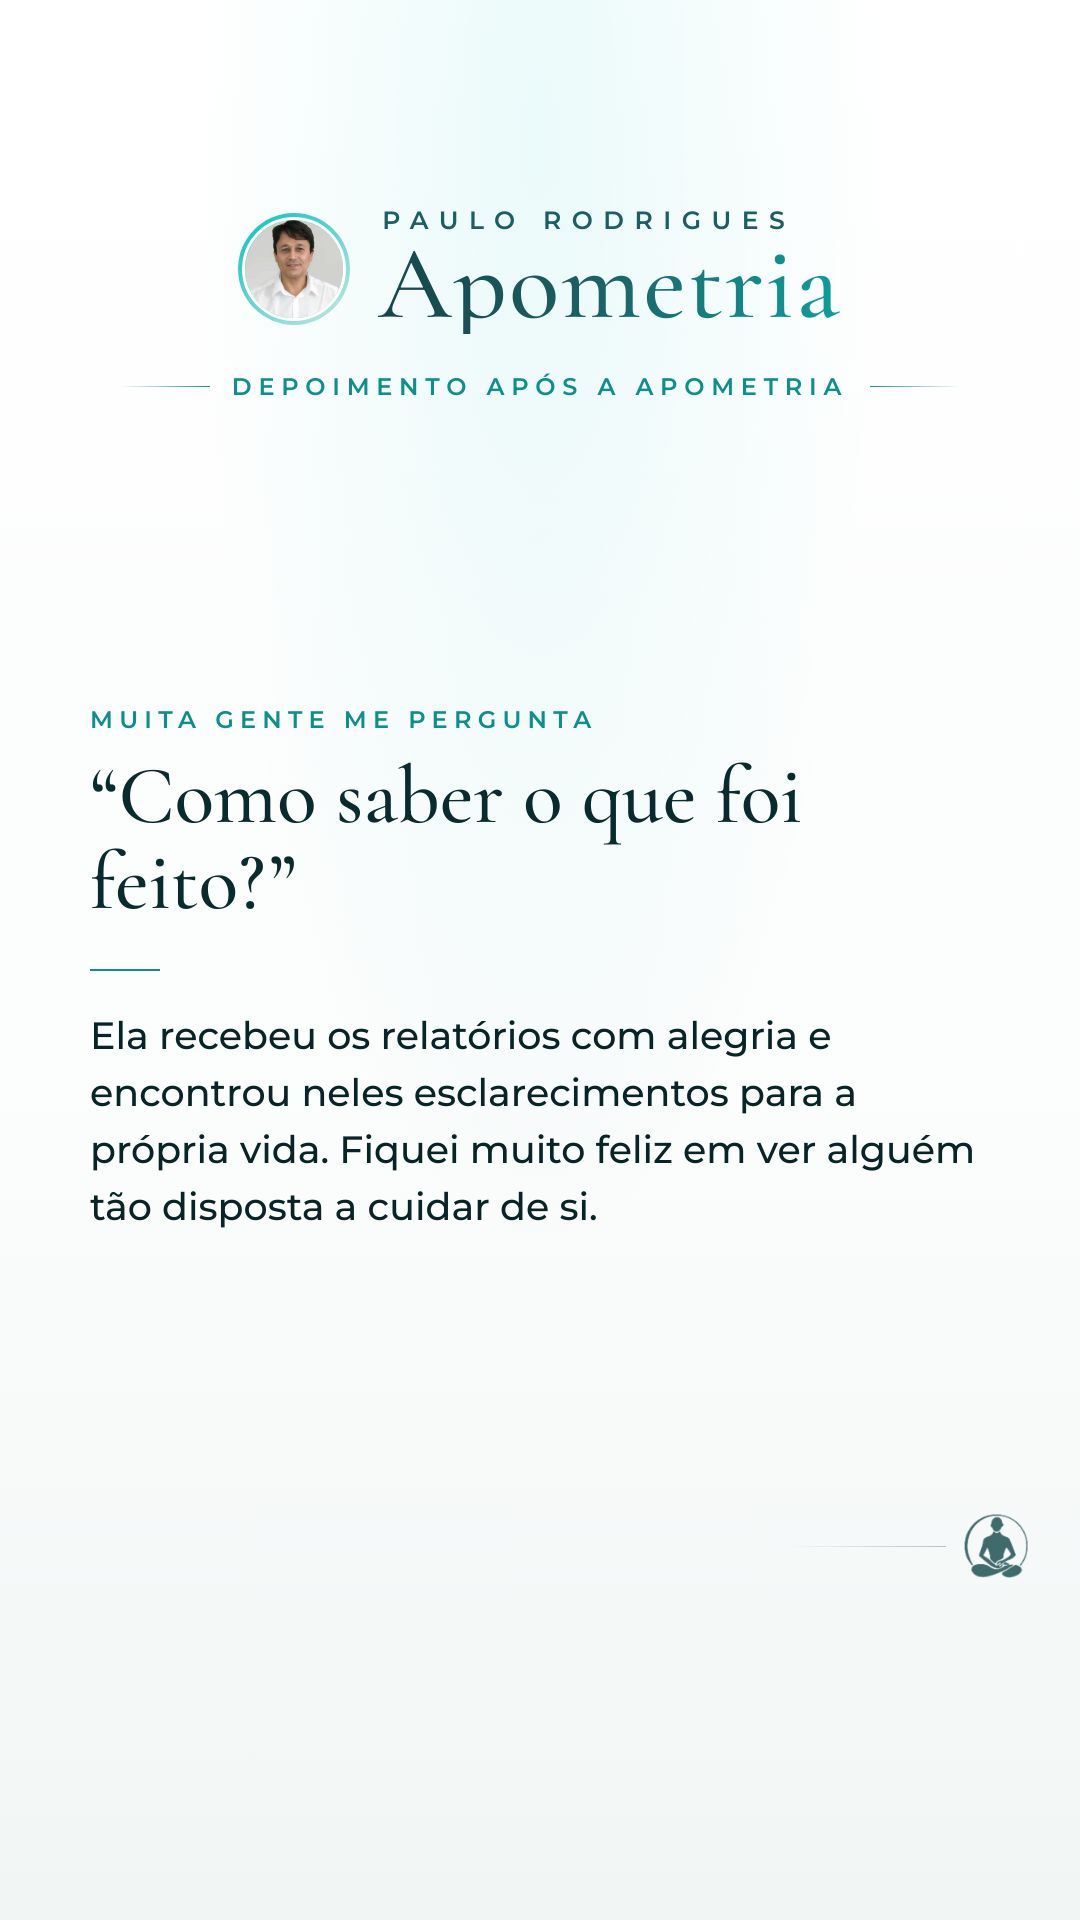 PAULO RODRIGUES
Apometria
DEPOIMENTO APÓS A APOMETRIA
MUITA GENTE ME PERGUNTA
“Como saber o que foi
feito?”
Ela recebeu os relatórios com alegria e
encontrou neles esclarecimentos para a
própria vida. Fiquei muito feliz em ver alguém
tão disposta a cuidar de si.